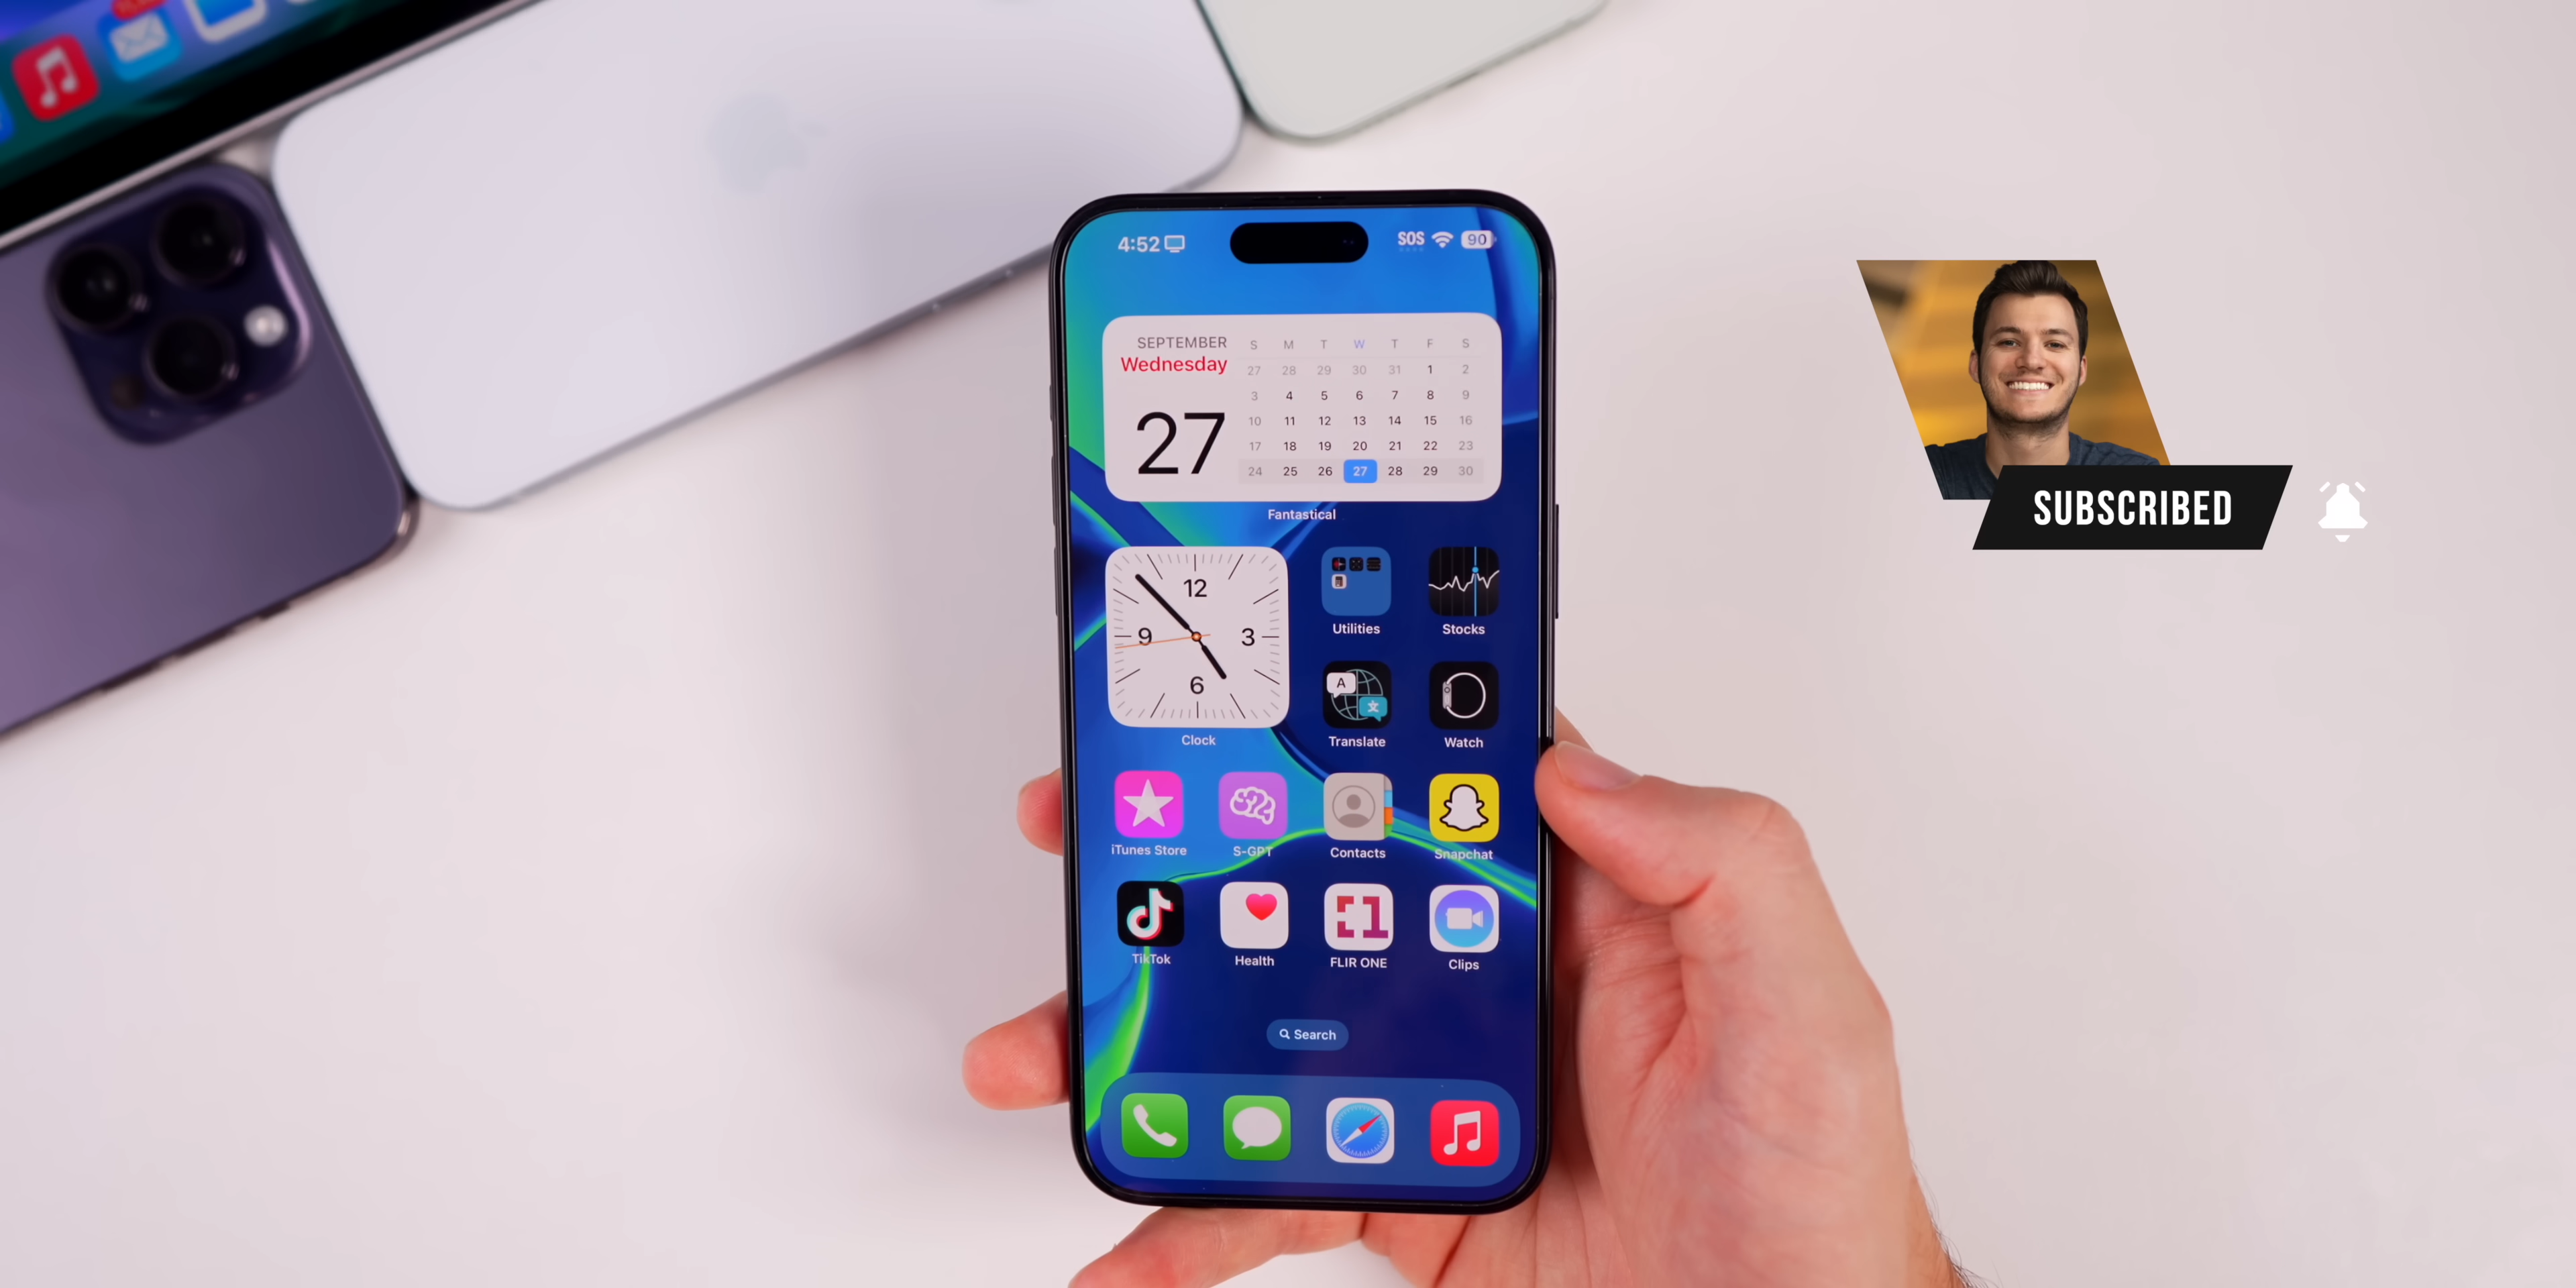 4:52
SOS
90
SEPTEMBER
Wednesday
27
S M T W T F S
27 28 29 30 31 1 2
3 4 5 6 7 8 9
10 11 12 13 14 15 16
17 18 19 20 21 22 23
24 25 26 27 28 29 30
Fantastical
12
9 3
6
Clock
Utilities Stocks
A 文
Translate Watch
iTunes Store S-GPT Contacts Snapchat
TikTok Health FLIR ONE Clips
Search
SUBSCRIBED